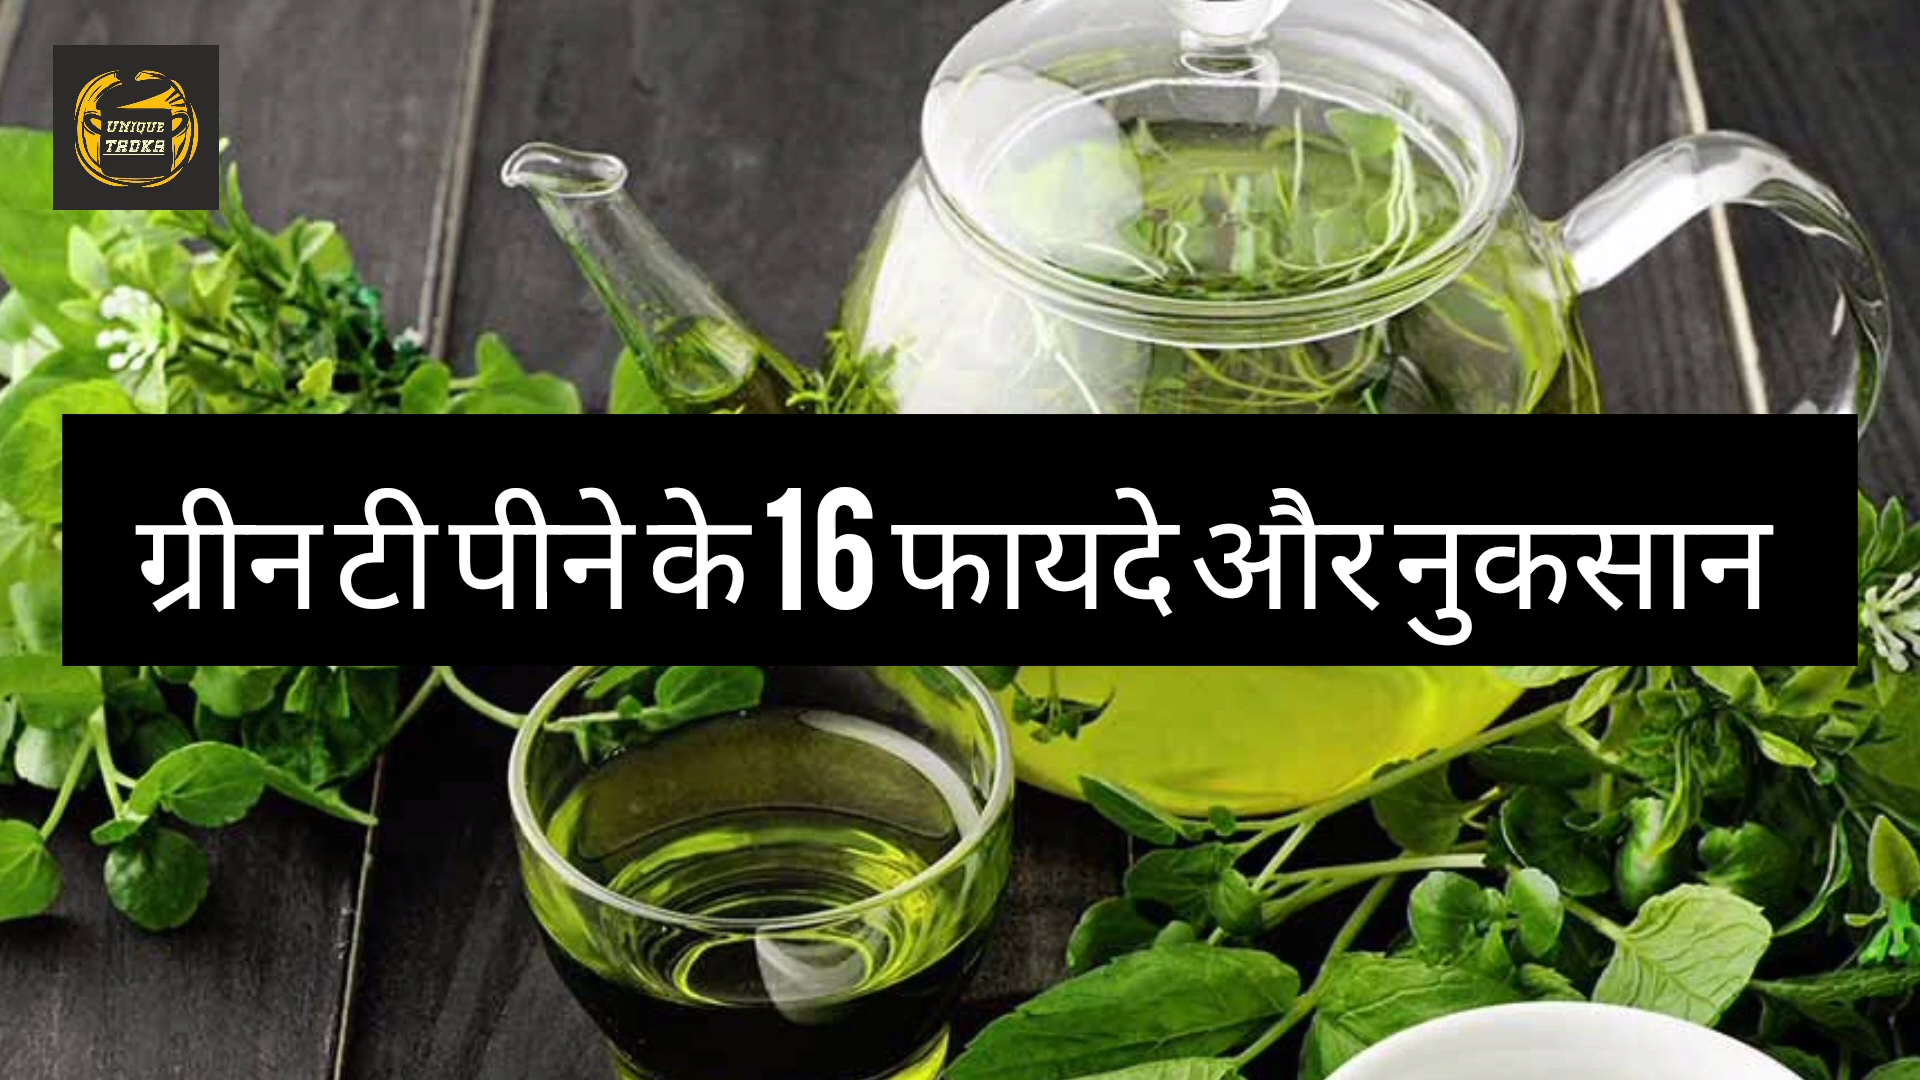 UNIQUE
TADKA
ग्रीन टी पीने के 16 फायदे और नुकसान